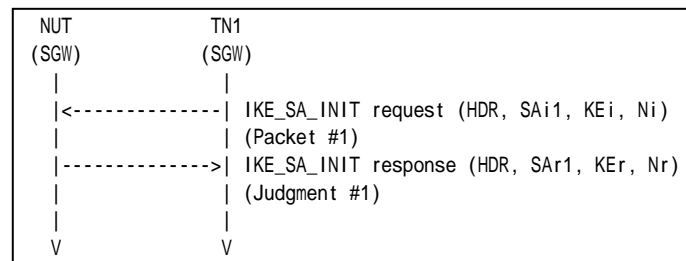 NUT TN1
(SGW) (SGW)
| |
|<--------------| IKE_SA_INIT request (HDR, SAi1, KEi, Ni)
| | (Packet #1)
|-------------->| IKE_SA_INIT response (HDR, SAr1, KEr, Nr)
| | (Judgment #1)
| |
V V